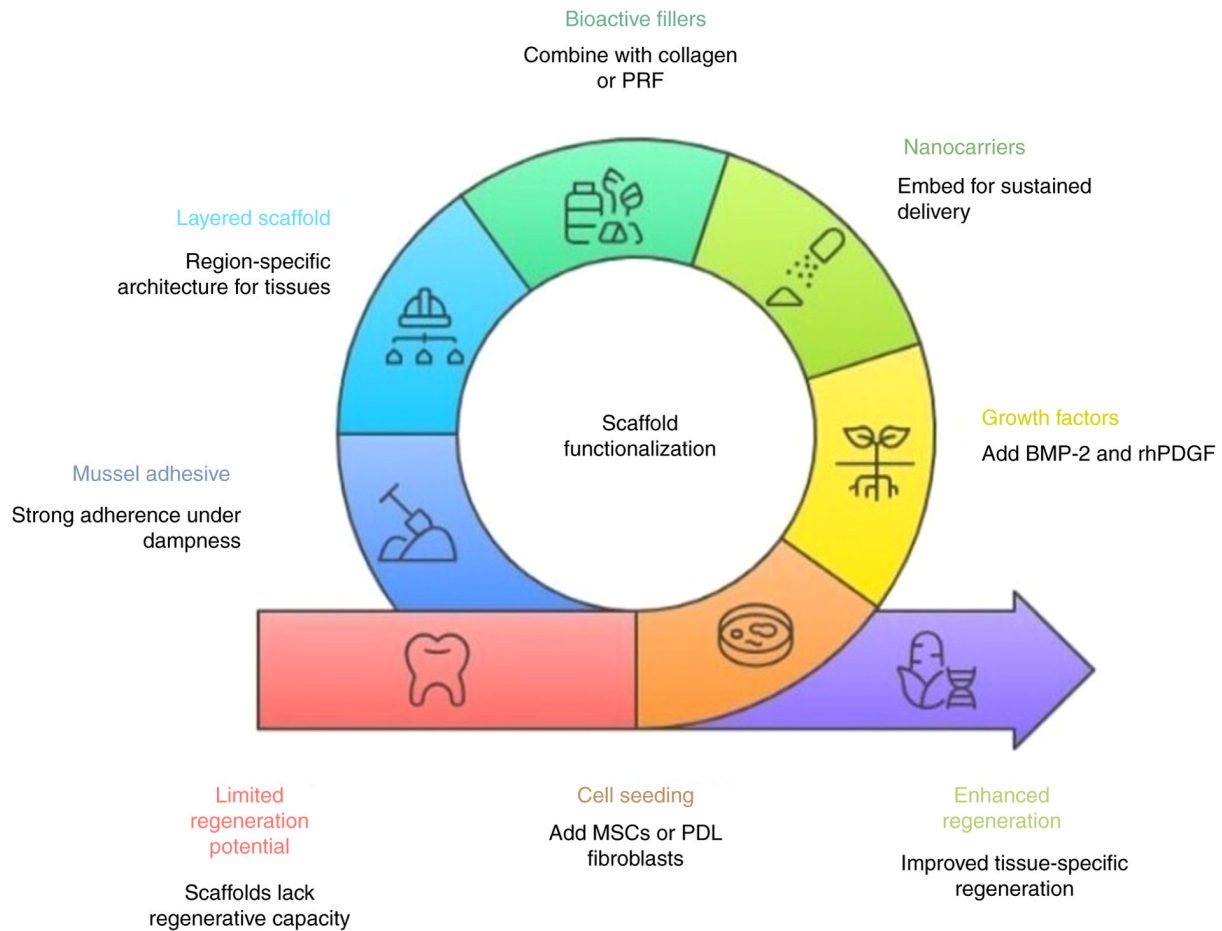 Bioactive fillers
Combine with collagen
or PRF
Nanocarriers
Embed for sustained
delivery
Layered scaffold
Region-specific
architecture for tissues
Scaffold
functionalization
Growth factors
Add BMP-2 and rhPDGF
Mussel adhesive
Strong adherence under
dampness
Limited
regeneration
potential
Scaffolds lack
regenerative capacity
Cell seeding
Add MSCs or PDL
fibroblasts
Enhanced
regeneration
Improved tissue-specific
regeneration